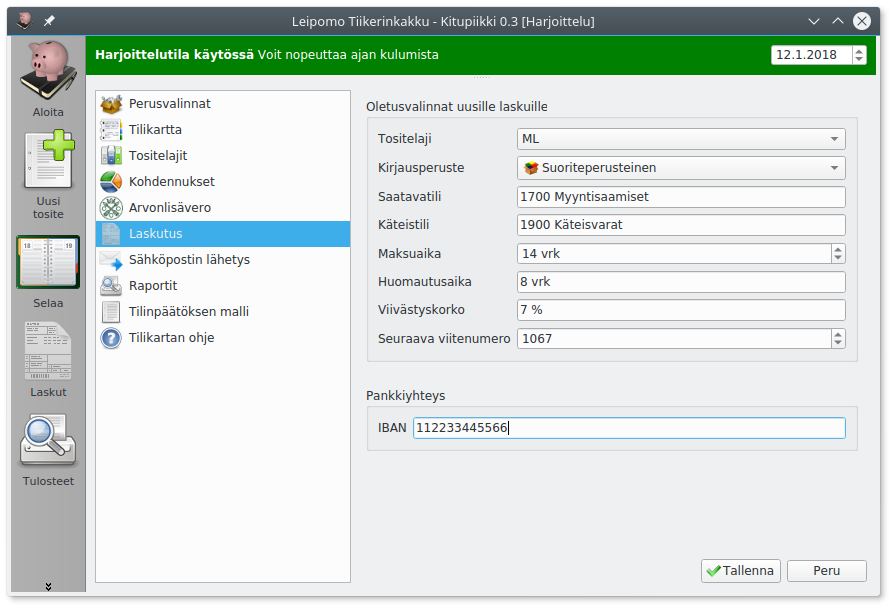 Leipomo Tiikerinkakku - Kitupiikki 0.3 [Harjoittelu]
Harjoittelutila käytössä Voit nopeuttaa ajan kulumista
12.1.2018
Aloita
Uusi
tosite
18 19
Selaa
Laskut
Tulosteet
Perusvalinnat
Tilikartta
Tositelajit
Kohdennukset
Arvonlisävero
Laskutus
Sähköpostin lähetys
Raportit
Tilinpäätöksen malli
Tilikartan ohje
Oletusvalinnat uusille laskuille
Tositelaji ML
Kirjausperuste Suoriteperusteinen
Saatavatili 1700 Myyntisaamiset
Käteistili 1900 Käteisvarat
Maksuaika 14 vrk
Huomautusaika 8 vrk
Viivästyskorko 7 %
Seuraava viitenumero 1067
Pankkiyhteys
IBAN 112233445566
Tallenna Peru